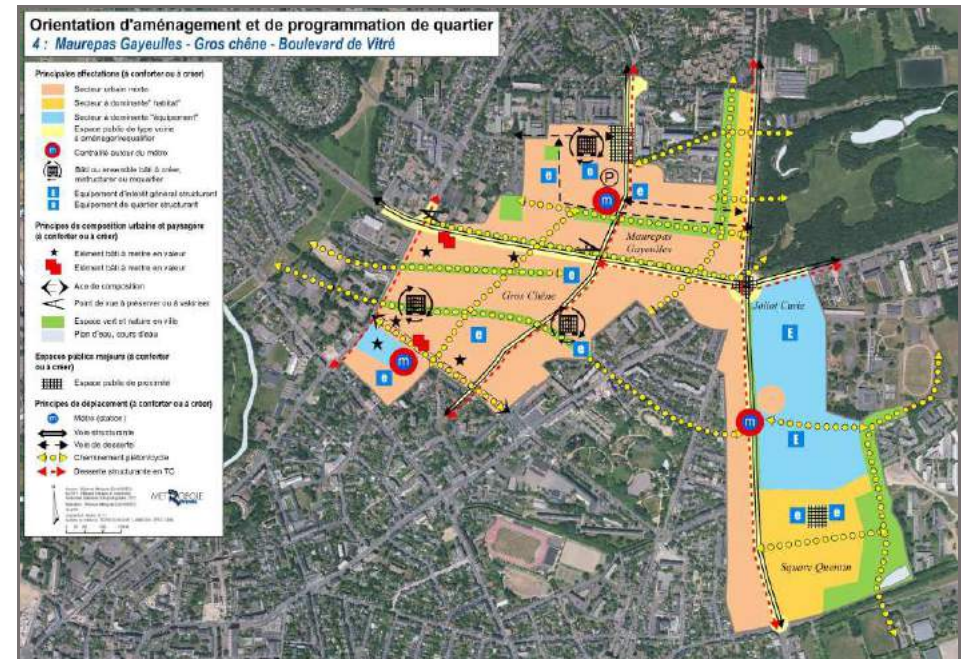 Orientation d'aménagement et de programmation de quartier
4 : Maurepas Gayeulles - Gros chêne - Boulevard de Vitré
Principales affectations (à conforter ou à créer)
Secteur urbain mixte
Secteur à dominante "habitat"
Secteur à dominante "équipement"
Espace public de type voirie
à aménager/requalifier
Centralité autour du métro
Bâti ou ensemble bâti à créer,
restructurer ou requalifier
E Equipement d'intérêt général structurant
e Equipement de quartier structurant
Principes de composition urbaine et paysagère
(à conforter ou à créer)
Elément bâti à mettre en valeur
Elément bâti à mettre en valeur
Axe de composition
Point de vue à préserver ou à valoriser
Espace vert et nature en ville
Plan d'eau, cours d'eau
Espaces publics majeurs (à conforter
ou à créer)
Espace public de proximité
Principes de déplacement (à conforter ou à créer)
m Métro (station)
Voie structurante
Voie de desserte
Cheminement piéton/cycle
Desserte structurante en TC
e
e
P
m
e
Maurepas
Gayeulles
Gros Chêne
e
Joliot Curie
E
e
e
m
e
m
E
e
e
Square Quentin